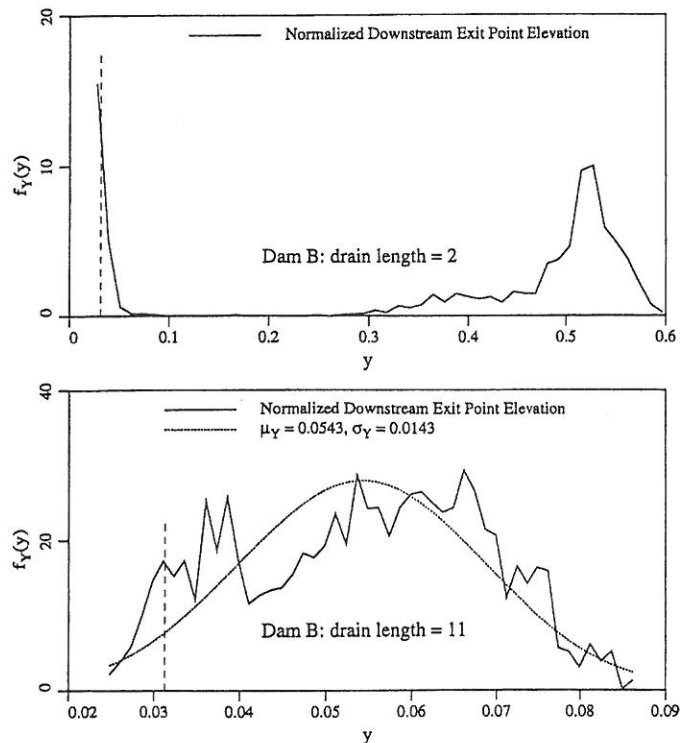 Normalized Downstream Exit Point Elevation
20
10
0
f_Y(y)
Dam B: drain length = 2
0 0.1 0.2 0.3 0.4 0.5 0.6
y
Normalized Downstream Exit Point Elevation
μ_Y = 0.0543, σ_Y = 0.0143
40
20
0
f_Y(y)
Dam B: drain length = 11
0.02 0.03 0.04 0.05 0.06 0.07 0.08 0.09
y